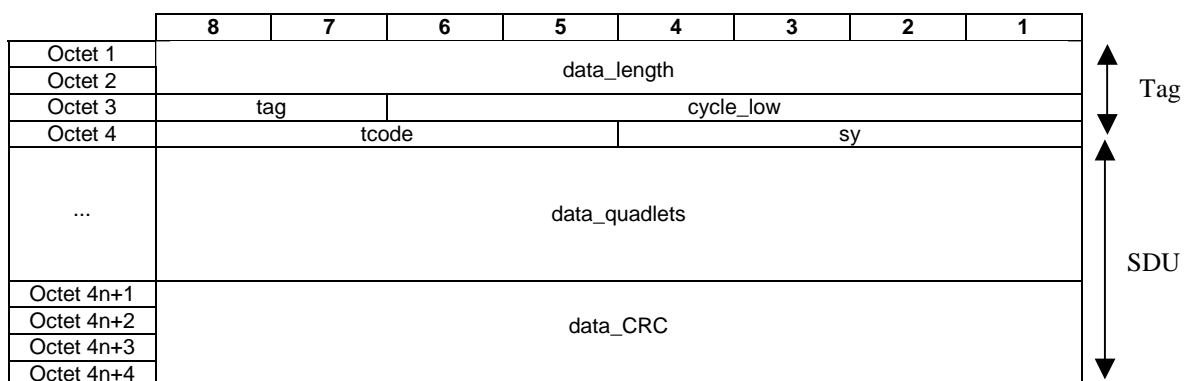 8 7 6 5 4 3 2 1
Octet 1
data_length
Octet 2
Tag
Octet 3 tag cycle_low
Octet 4 tcode sy
... data_quadlets
SDU
Octet 4n+1
Octet 4n+2
data_CRC
Octet 4n+3
Octet 4n+4